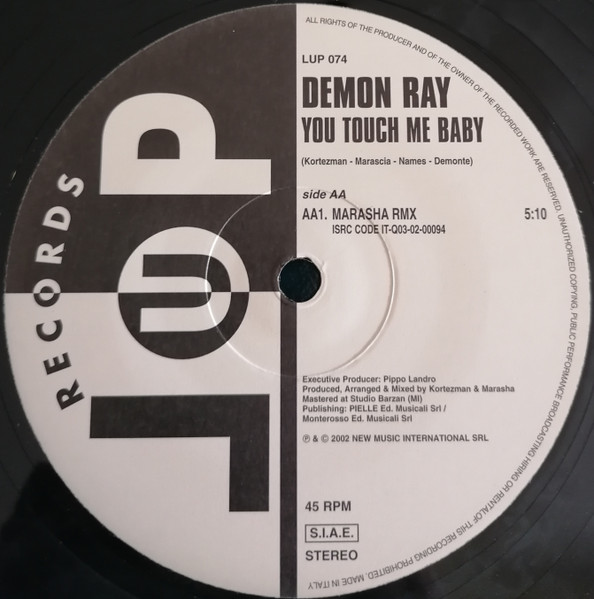 ALL RIGHTS OF THE PRODUCER AND OF THE OWNER OF THE RECORDED WORK ARE RESERVED. UNAUTHORIZED COPYING, PUBLIC PERFORMANCE BROADCASTING HIRING OR RENTAL OF THIS RECORDING PROHIBITED. MADE IN ITALY
LUP 074
DEMON RAY
YOU TOUCH ME BABY
(Kortezman - Marascia - Names - Demonte)
side AA
AA1. MARASHA RMX 5:10
ISRC CODE IT-Q03-02-00094
LUP
RECORDS
Executive Producer: Pippo Landro
Produced, Arranged & Mixed by Kortezman & Marasha
Mastered at Studio Barzan (MI)
Publishing: PIELLE Ed. Musicali Srl /
Monterosso Ed. Musicali Srl
℗ & © 2002 NEW MUSIC INTERNATIONAL SRL
45 RPM
S.I.A.E.
STEREO